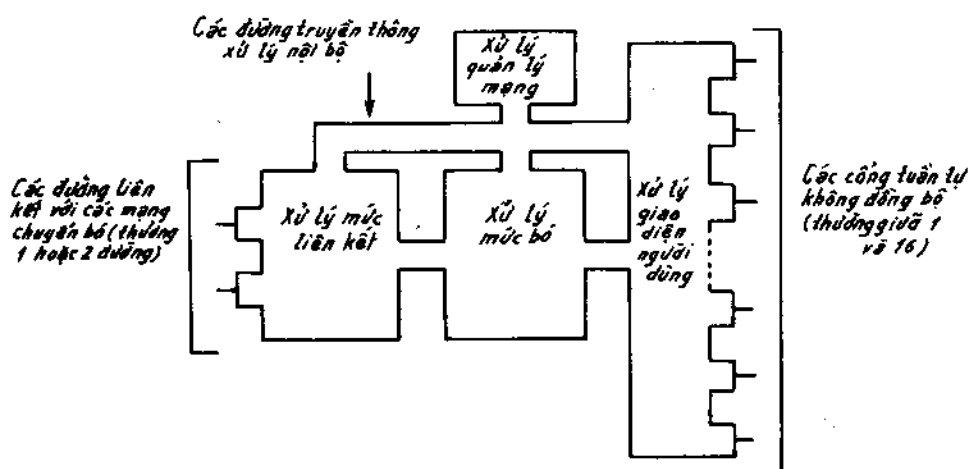 Các đường truyền thông
xử lý nội bộ
Xử lý
quản lý
mạng
Các đường liên
kết với các mạng
chuyển bó (thường
1 hoặc 2 đường)
Xử lý mức
liên kết
Xử lý
mức bó
Xử lý
giao
diện
người
dùng
Các cổng tuần tự
không đồng bộ
(thường giữa 1
và 16)